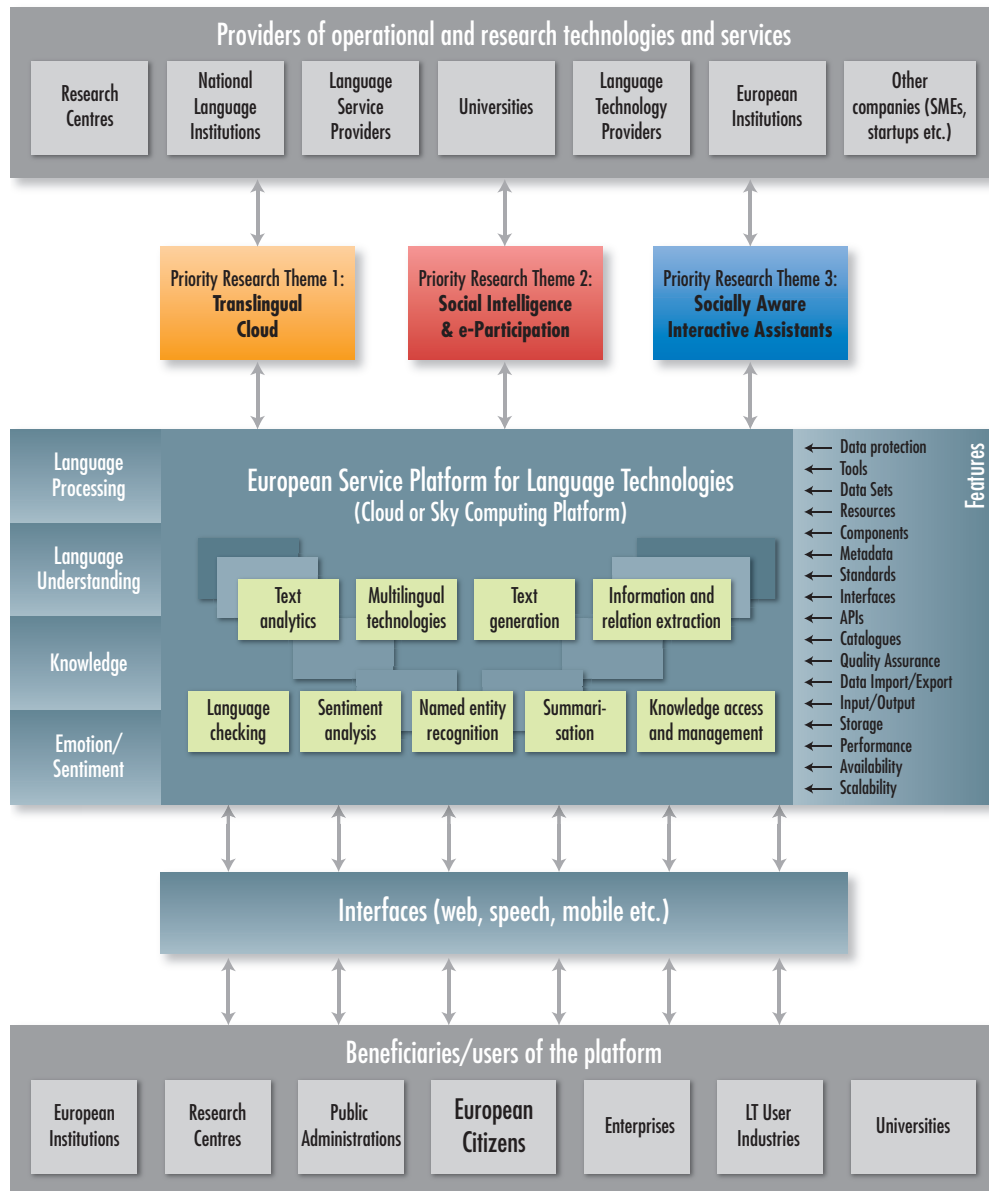 Providers of operational and research technologies and services
Research
Centres
National
Language
Institutions
Language
Service
Providers
Universities
Language
Technology
Providers
European
Institutions
Other
companies (SMEs,
startups etc.)
Priority Research Theme 1:
Translingual
Cloud
Priority Research Theme 2:
Social Intelligence
& e-Participation
Priority Research Theme 3:
Socially Aware
Interactive Assistants
Language
Processing
Language
Understanding
Knowledge
Emotion/
Sentiment
European Service Platform for Language Technologies
(Cloud or Sky Computing Platform)
Text
analytics
Multilingual
technologies
Text
generation
Information and
relation extraction
Language
checking
Sentiment
analysis
Named entity
recognition
Summari-
sation
Knowledge access
and management
Features
Data protection
Tools
Data Sets
Resources
Components
Metadata
Standards
Interfaces
APIs
Catalogues
Quality Assurance
Data Import/Export
Input/Output
Storage
Performance
Availability
Scalability
Interfaces (web, speech, mobile etc.)
Beneficiaries/users of the platform
European
Institutions
Research
Centres
Public
Administrations
European
Citizens
Enterprises
LT User
Industries
Universities